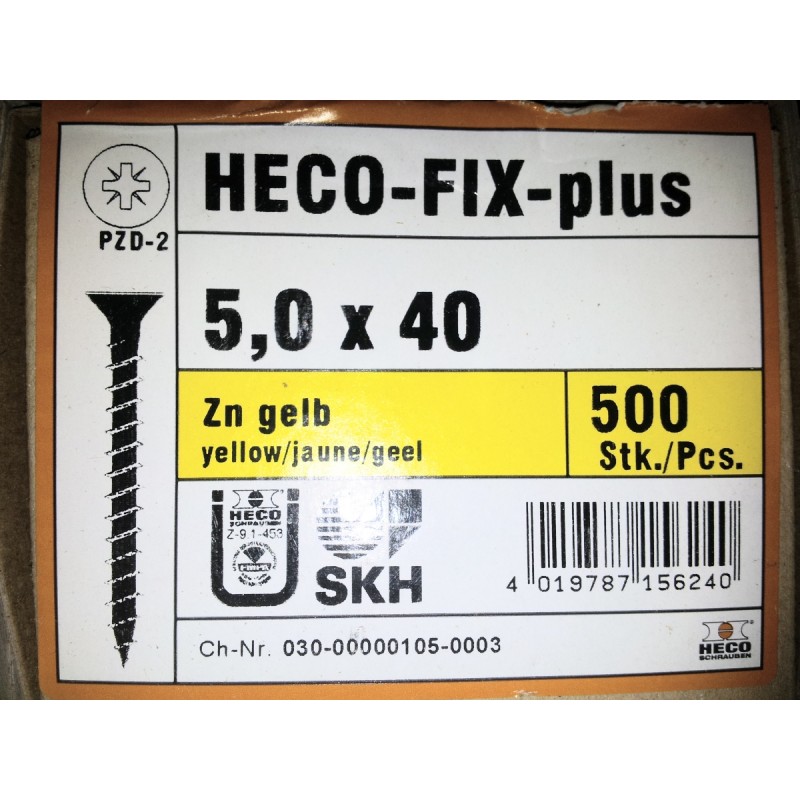 HECO-FIX-plus
PZD-2
5,0 x 40
Zn gelb
yellow/jaune/geel
500
Stk./Pcs.
HECO
SCHRAUBEN
Z-9.1-453
SKH
4 019787 156240
Ch-Nr. 030-00000105-0003
HECO
SCHRAUBEN